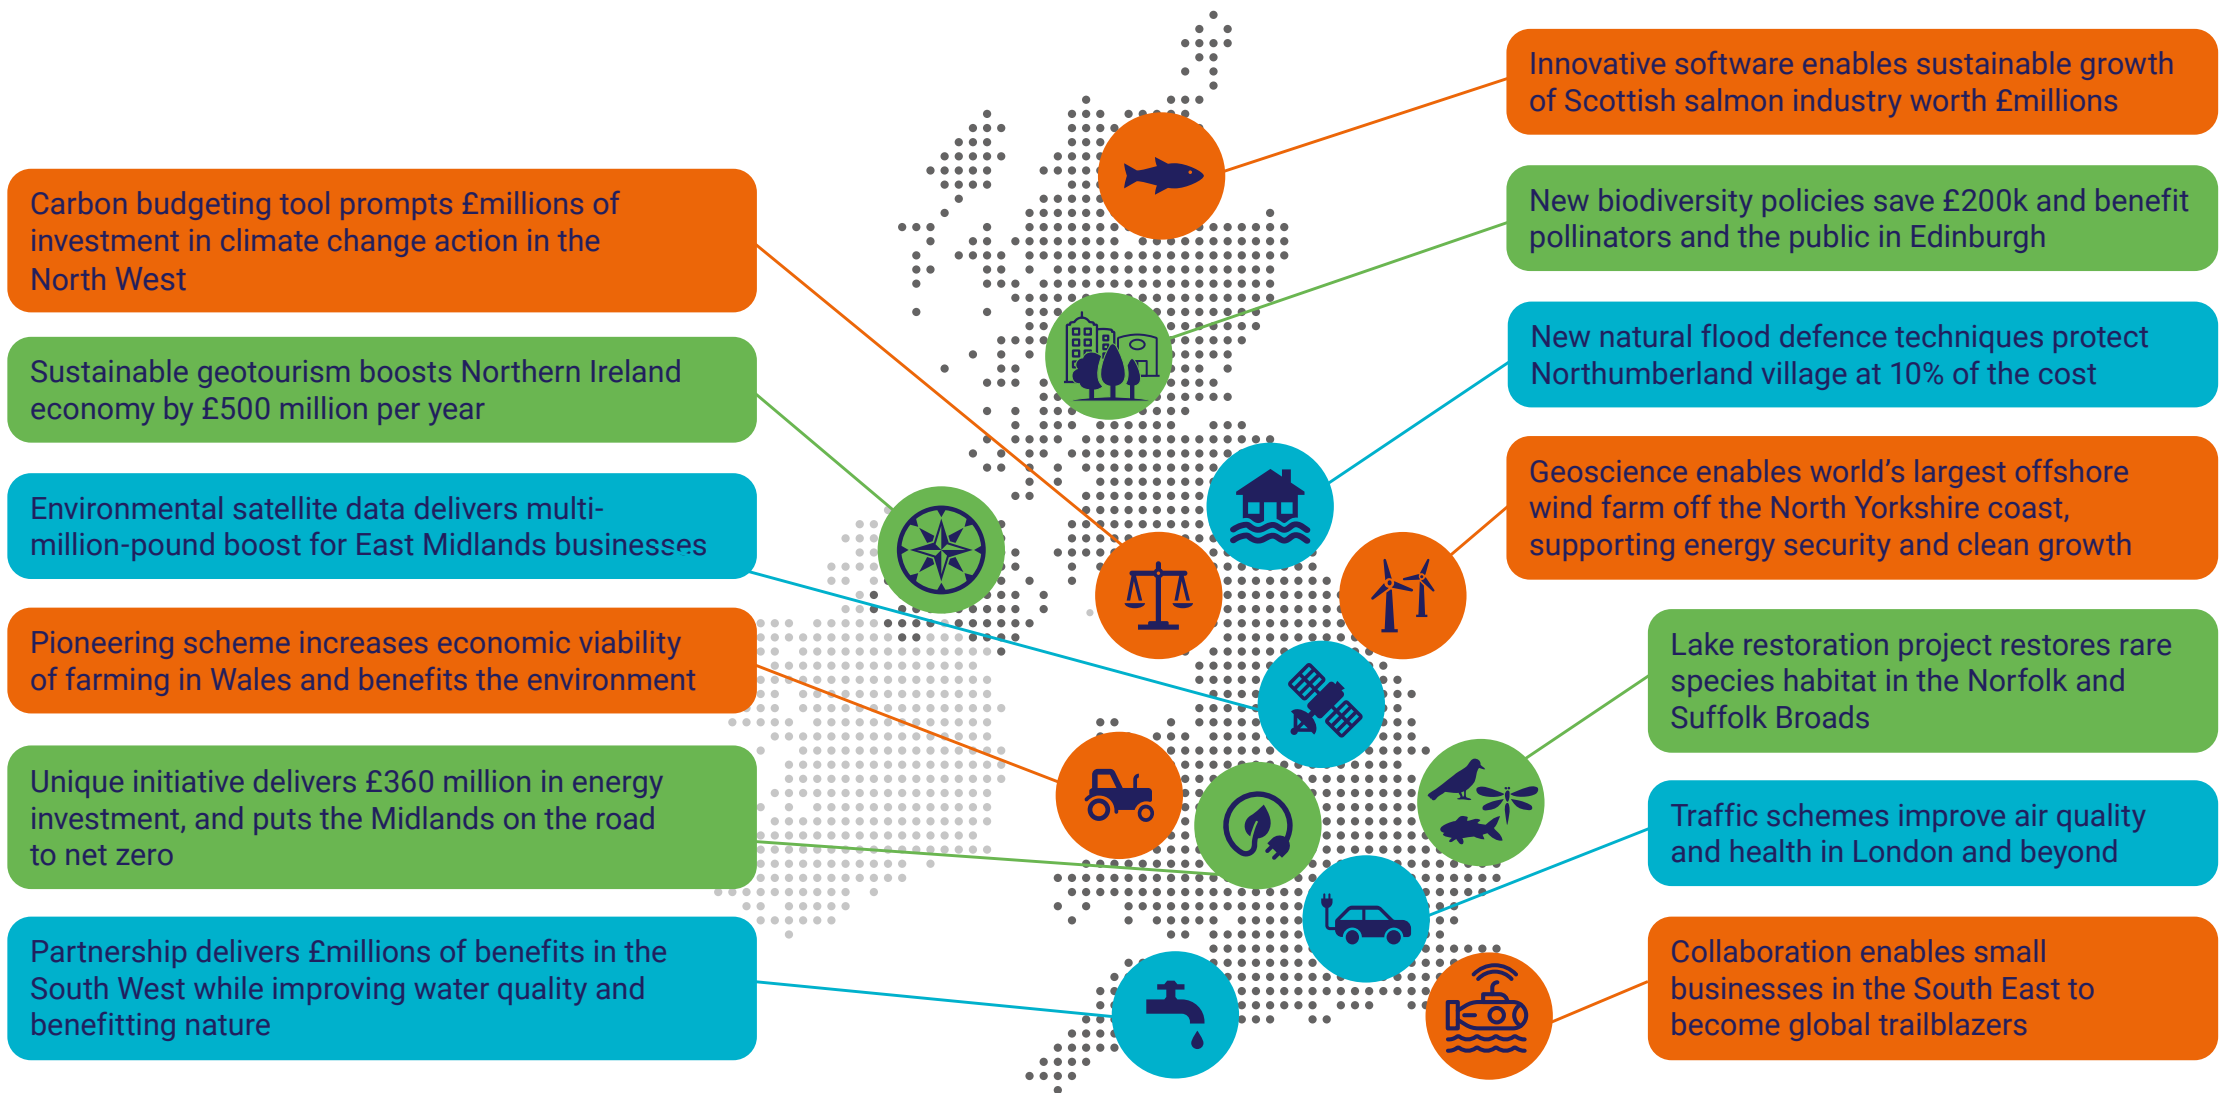 Carbon budgeting tool prompts £millions of
investment in climate change action in the
North West
Sustainable geotourism boosts Northern Ireland
economy by £500 million per year
Environmental satellite data delivers multi-
million-pound boost for East Midlands businesses
Pioneering scheme increases economic viability
of farming in Wales and benefits the environment
Unique initiative delivers £360 million in energy
investment, and puts the Midlands on the road
to net zero
Partnership delivers £millions of benefits in the
South West while improving water quality and
benefitting nature
Innovative software enables sustainable growth
of Scottish salmon industry worth £millions
New biodiversity policies save £200k and benefit
pollinators and the public in Edinburgh
New natural flood defence techniques protect
Northumberland village at 10% of the cost
Geoscience enables world’s largest offshore
wind farm off the North Yorkshire coast,
supporting energy security and clean growth
Lake restoration project restores rare
species habitat in the Norfolk and
Suffolk Broads
Traffic schemes improve air quality
and health in London and beyond
Collaboration enables small
businesses in the South East to
become global trailblazers